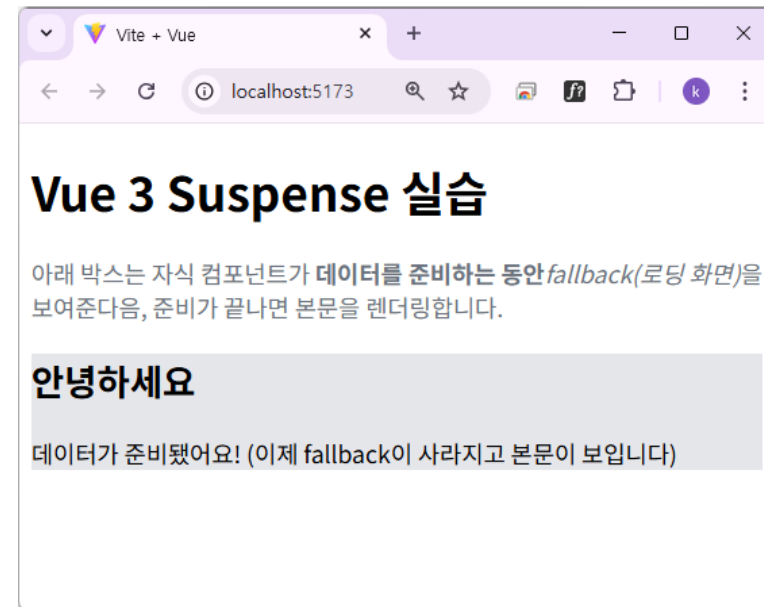 Vite + Vue
localhost:5173
f?
k
Vue 3 Suspense 실습
아래 박스는 자식 컴포넌트가 데이터를 준비하는 동안fallback(로딩 화면)을
보여준다음, 준비가 끝나면 본문을 렌더링합니다.
안녕하세요
데이터가 준비됐어요! (이제 fallback이 사라지고 본문이 보입니다)